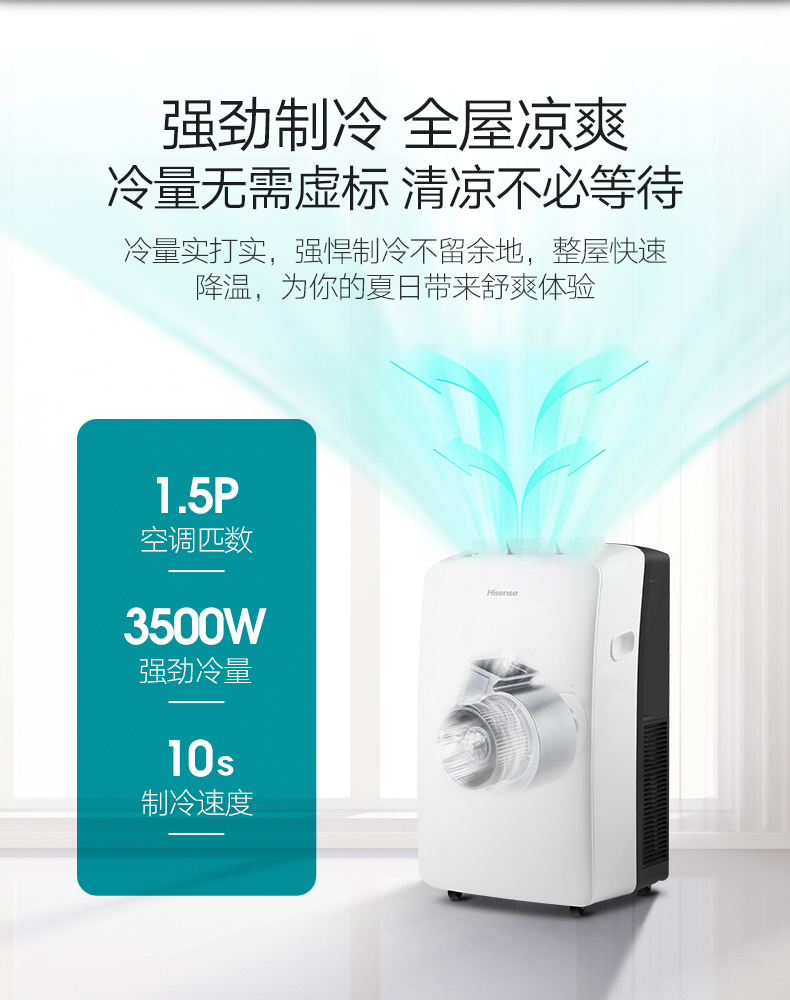 强劲制冷 全屋凉爽
冷量无需虚标 清凉不必等待
冷量实打实，强悍制冷不留余地，整屋快速
降温，为你的夏日带来舒爽体验
1.5P
空调匹数
3500W
强劲冷量
10s
制冷速度
Hisense